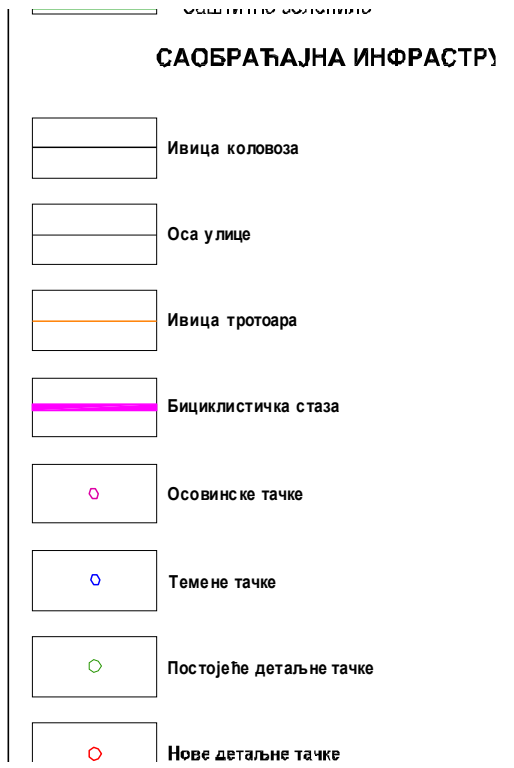 САОБРАЋАЈНА ИНФРАСТРУ
Ивица коловоза
Оса улице
Ивица тротоара
Бициклистичка стаза
Осовинске тачке
Темене тачке
Постојеће детаљне тачке
Нове детаљне тачке